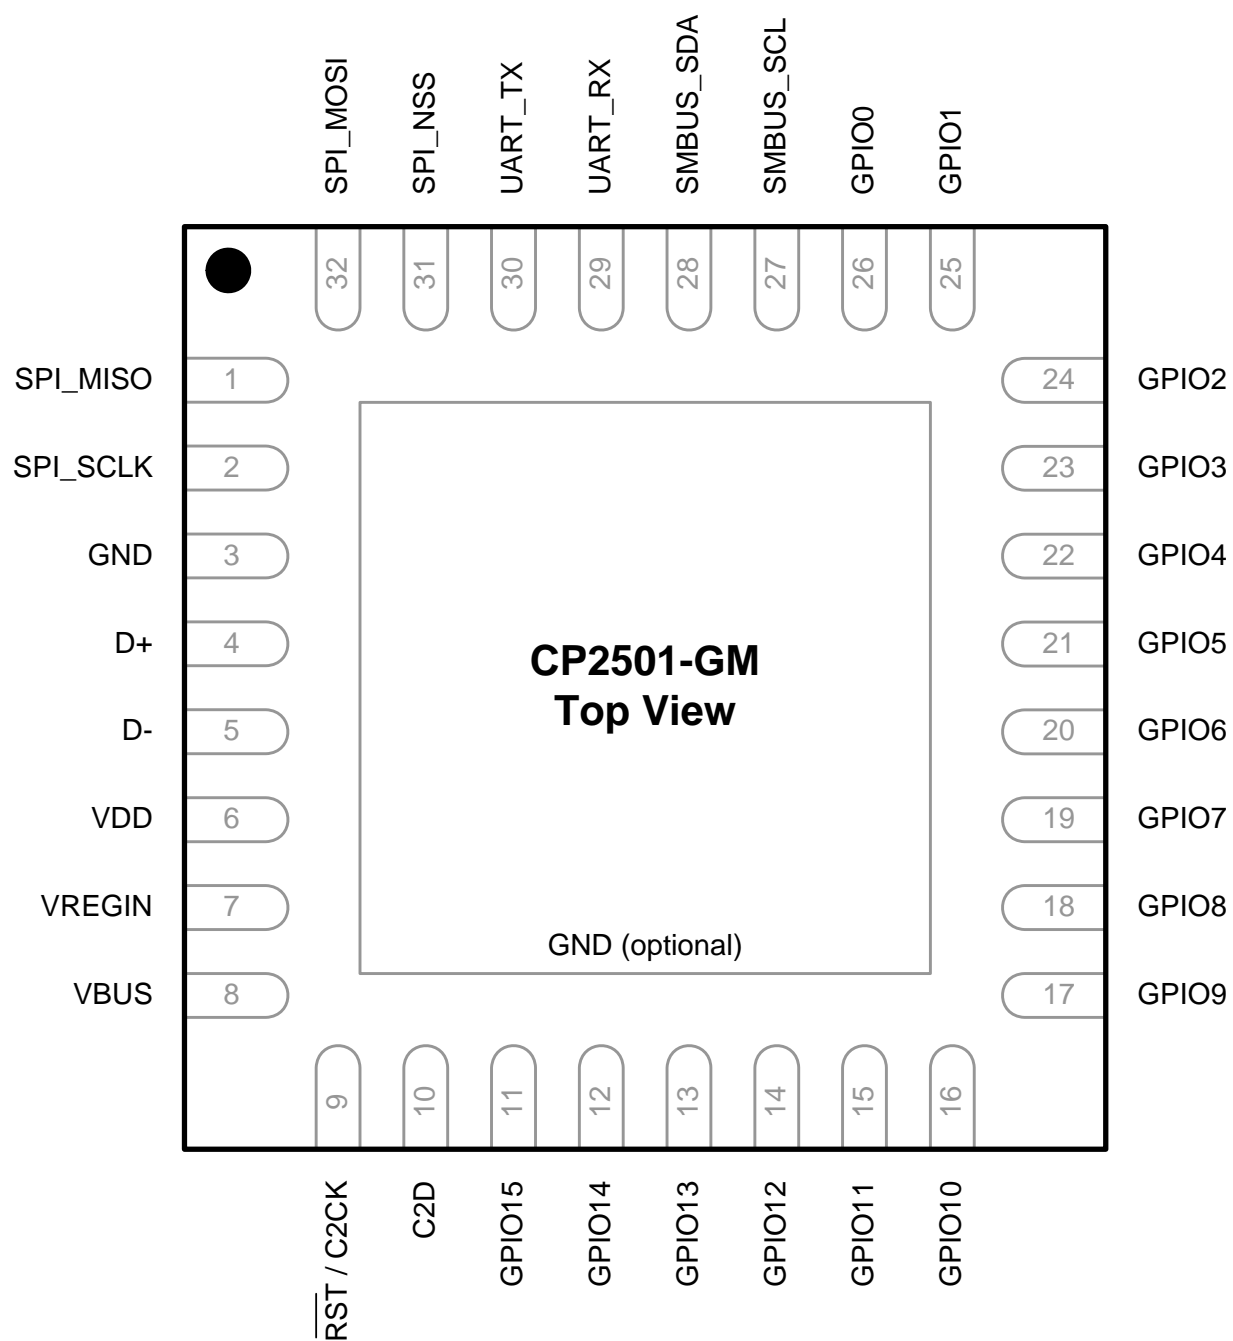 SPI_MOSI
SPI_NSS
UART_TX
UART_RX
SMBUS_SDA
SMBUS_SCL
GPIO0
GPIO1
32
31
30
29
28
27
26
25
SPI_MISO 1
SPI_SCLK 2
GND 3
D+ 4
D- 5
VDD 6
VREGIN 7
VBUS 8
24 GPIO2
23 GPIO3
22 GPIO4
21 GPIO5
20 GPIO6
19 GPIO7
18 GPIO8
17 GPIO9
CP2501-GM
Top View
GND (optional)
9
10
11
12
13
14
15
16
RST / C2CK
C2D
GPIO15
GPIO14
GPIO13
GPIO12
GPIO11
GPIO10